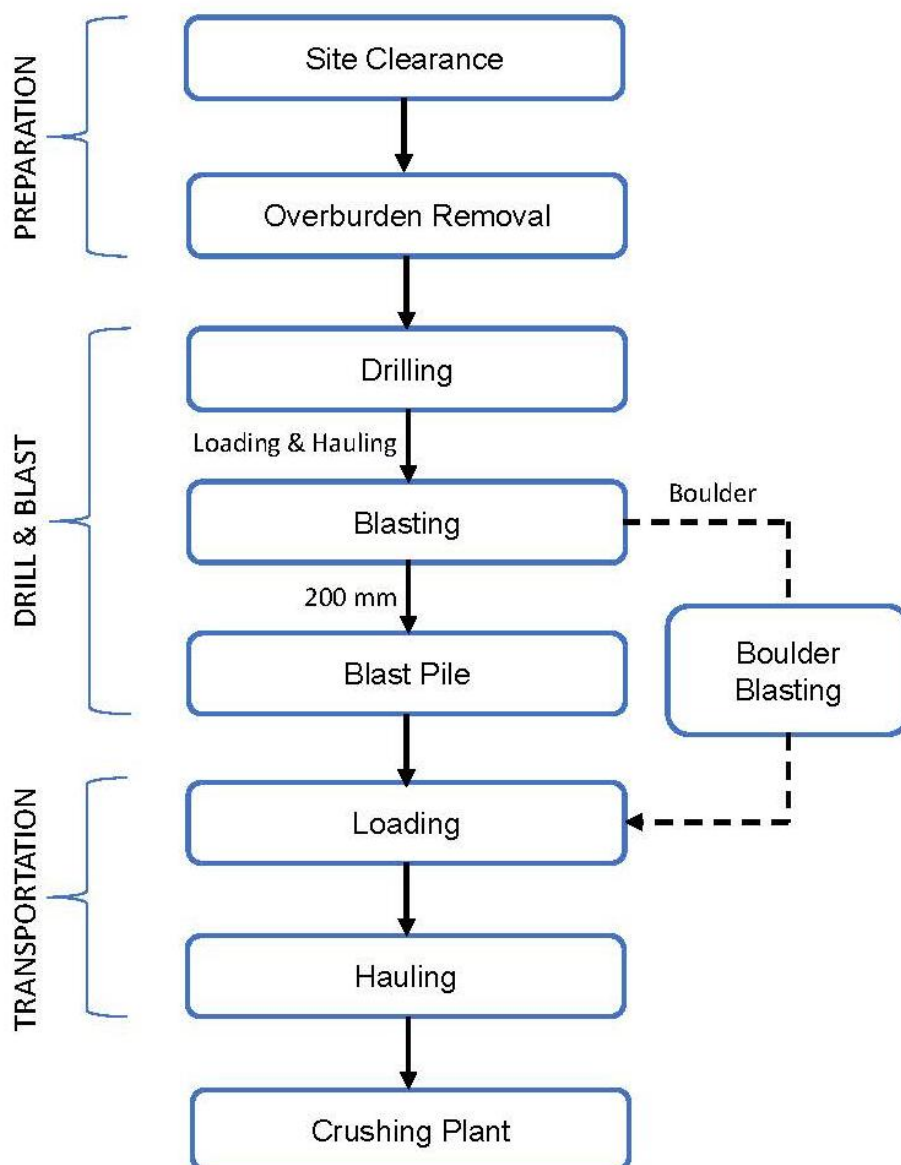 PREPARATION
Site Clearance
Overburden Removal
DRILL & BLAST
Drilling
Loading & Hauling
Blasting
Boulder
200 mm
Blast Pile
Boulder
Blasting
TRANSPORTATION
Loading
Hauling
Crushing Plant